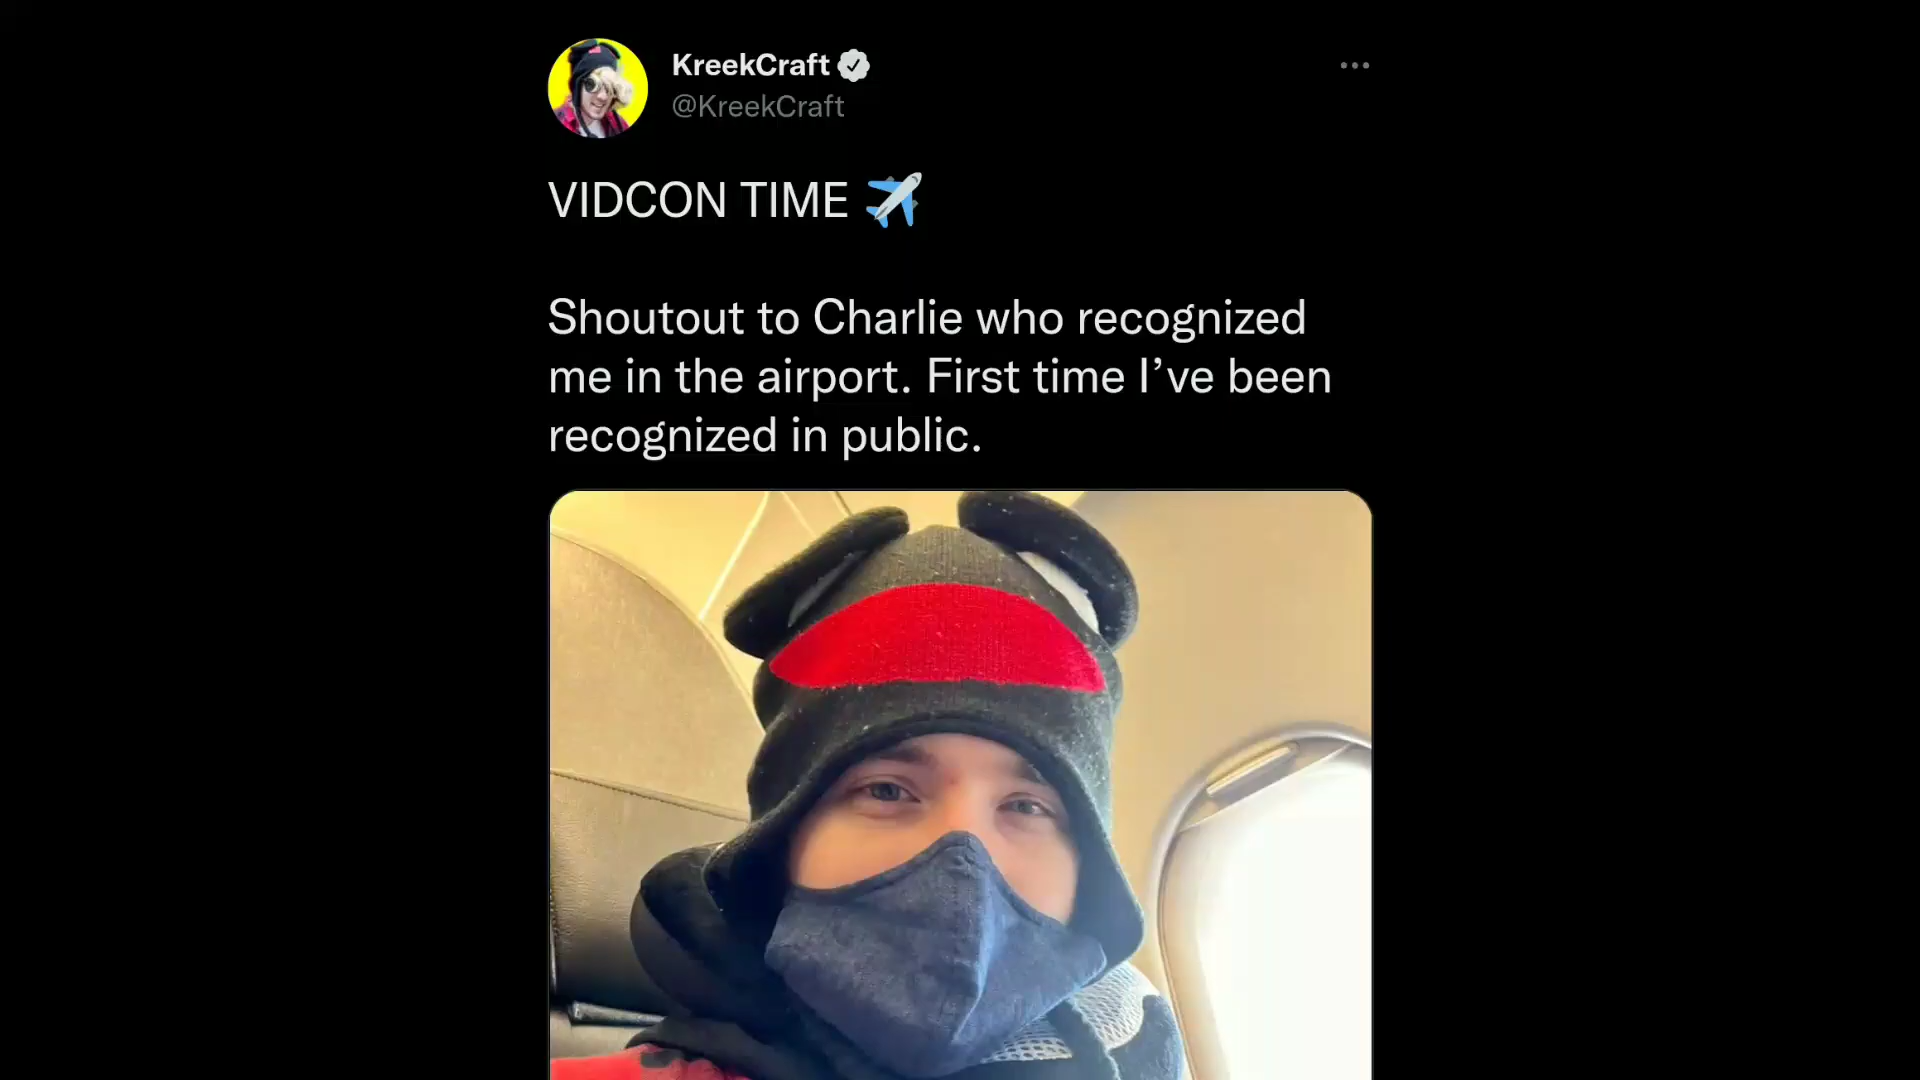 KreekCraft
@KreekCraft
VIDCON TIME ✈️
Shoutout to Charlie who recognized
me in the airport. First time I’ve been
recognized in public.